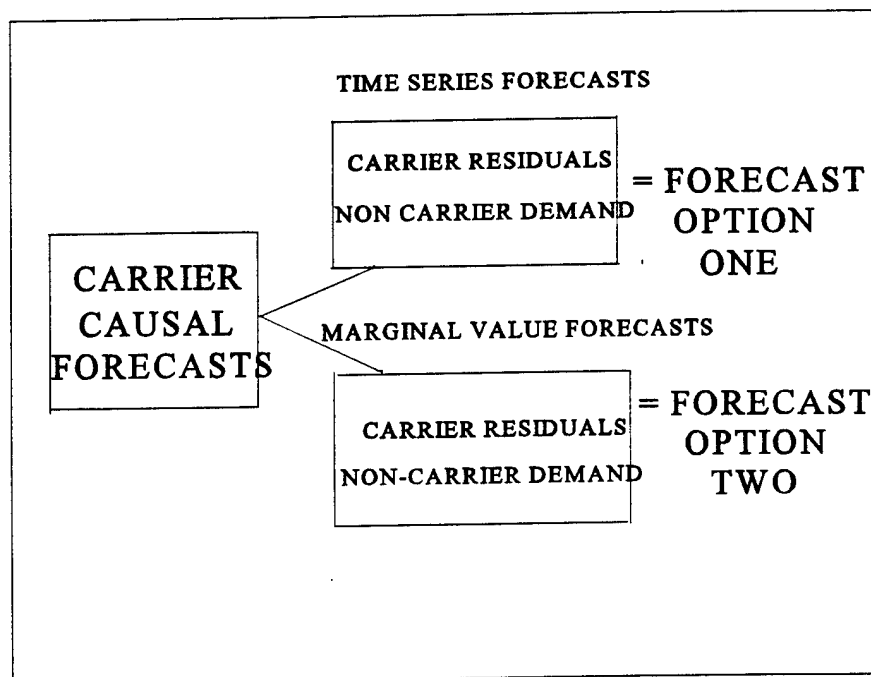 TIME SERIES FORECASTS
CARRIER RESIDUALS
NON CARRIER DEMAND
= FORECAST
OPTION
ONE
CARRIER
CAUSAL
FORECASTS
MARGINAL VALUE FORECASTS
CARRIER RESIDUALS
NON-CARRIER DEMAND
= FORECAST
OPTION
TWO